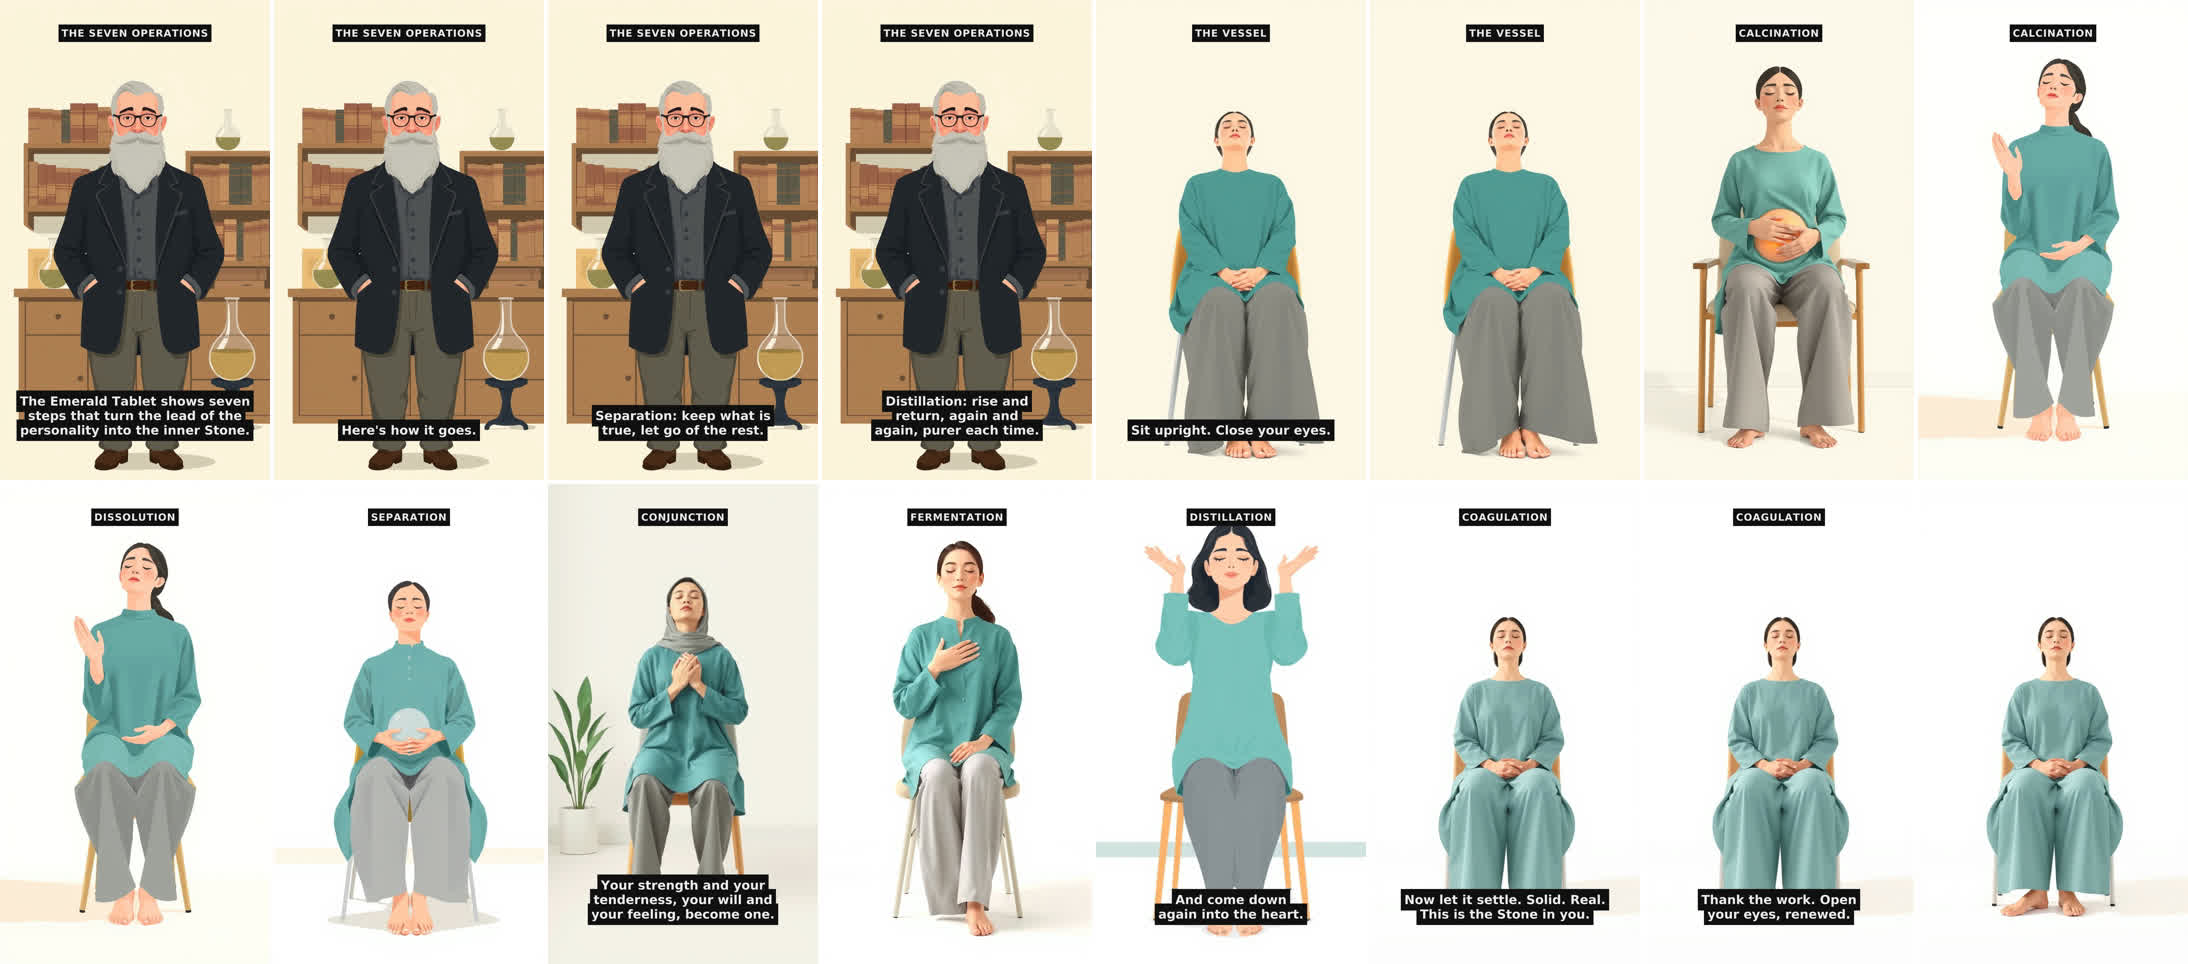 THE SEVEN OPERATIONS
The Emerald Tablet shows seven
steps that turn the lead of the
personality into the inner Stone.
THE SEVEN OPERATIONS
Here's how it goes.
THE SEVEN OPERATIONS
Separation: keep what is
true, let go of the rest.
THE SEVEN OPERATIONS
Distillation: rise and
return, again and
again, purer each time.
THE VESSEL
Sit upright. Close your eyes.
THE VESSEL
CALCINATION
CALCINATION
DISSOLUTION
SEPARATION
CONJUNCTION
Your strength and your
tenderness, your will and
your feeling, become one.
FERMENTATION
DISTILLATION
And come down
again into the heart.
COAGULATION
Now let it settle. Solid. Real.
This is the Stone in you.
COAGULATION
Thank the work. Open
your eyes, renewed.